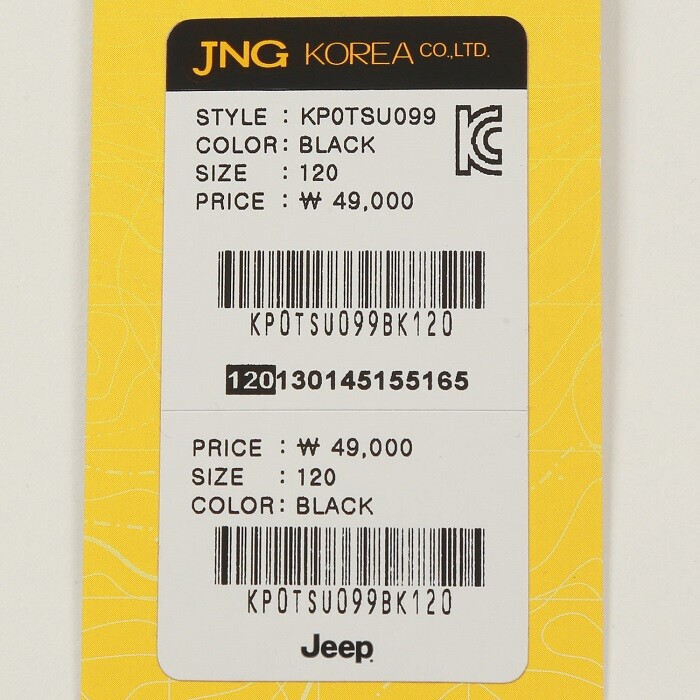 JNG KOREA CO.,LTD.
STYLE : KP0TSU099
COLOR: BLACK
SIZE : 120
PRICE : ₩ 49,000
KC
KP0TSU099BK120
120130145155165
PRICE : ₩ 49,000
SIZE : 120
COLOR: BLACK
KP0TSU099BK120
Jeep